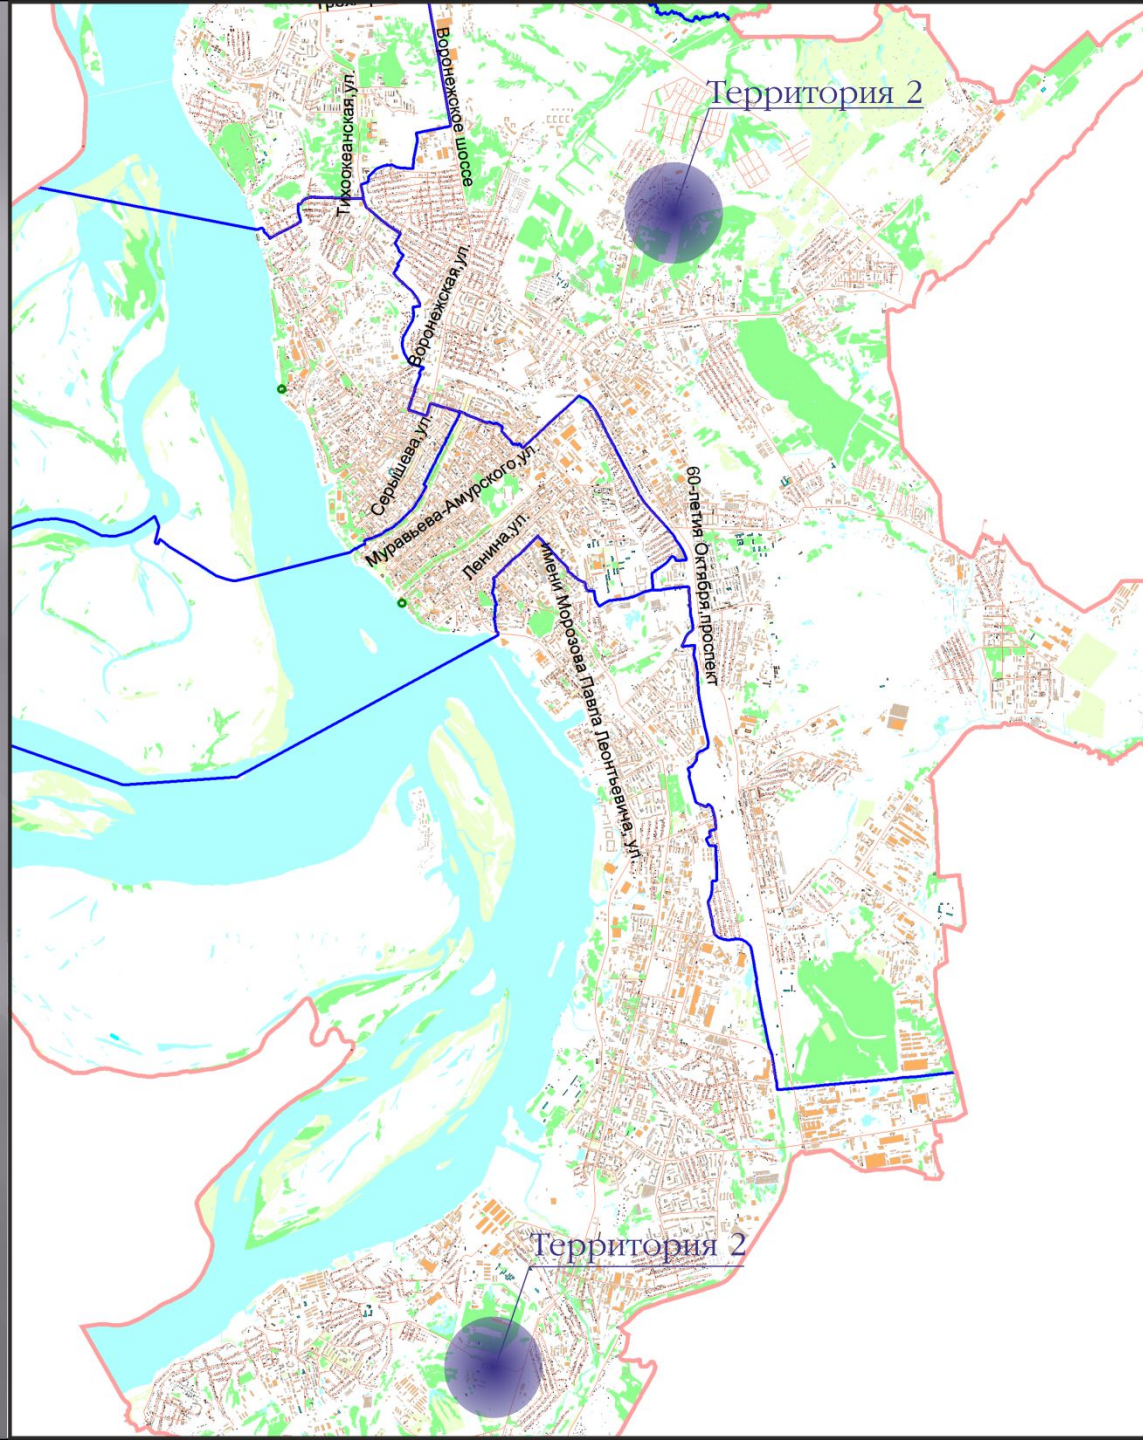 Воронежское шоссе
Тихоокеанская,ул.
Территория 2
Воронежская,ул.
Серышева,ул.
Муравьева-Амурского,ул.
Ленина,ул.
60-летия Октября,проспект
имени Морозова Павла Леонтьевича, ул.
Территория 2